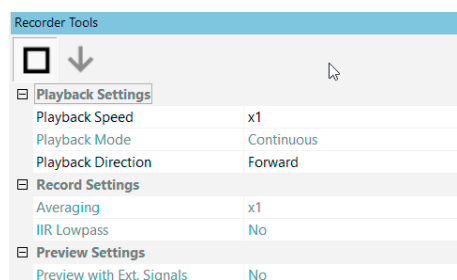 Recorder Tools
Playback Settings
Playback Speed x1
Playback Mode Continuous
Playback Direction Forward
Record Settings
Averaging x1
IIR Lowpass No
Preview Settings
Preview with Ext. Signals No